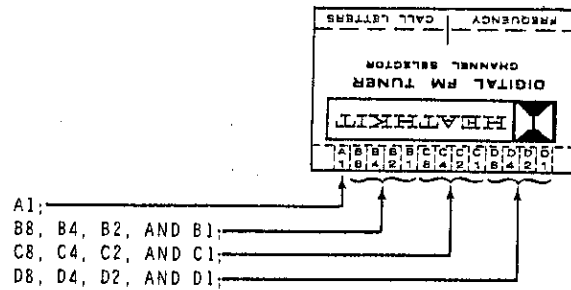 HEATHKIT
DIGITAL FM TUNER
CHANNEL SELECTOR
FREQUENCY CALL LETTERS
A B B B B C C C C D D D D
1 8 4 2 1 8 4 2 1 8 4 2 1
A1;
B8, B4, B2, AND B1;
C8, C4, C2, AND C1;
D8, D4, D2, AND D1;